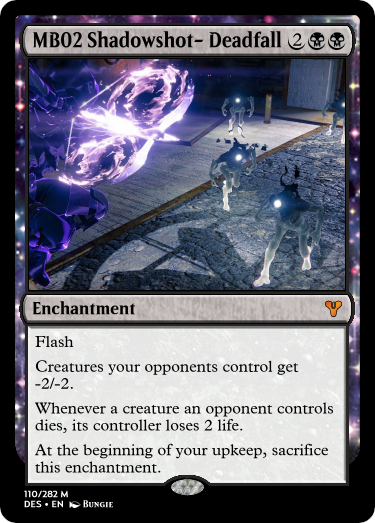 MB02 Shadowshot- Deadfall 2
Enchantment
Flash
Creatures your opponents control get
-2/-2.
Whenever a creature an opponent controls
dies, its controller loses 2 life.
At the beginning of your upkeep, sacrifice
this enchantment.
110/282 M
DES • EN Bungie